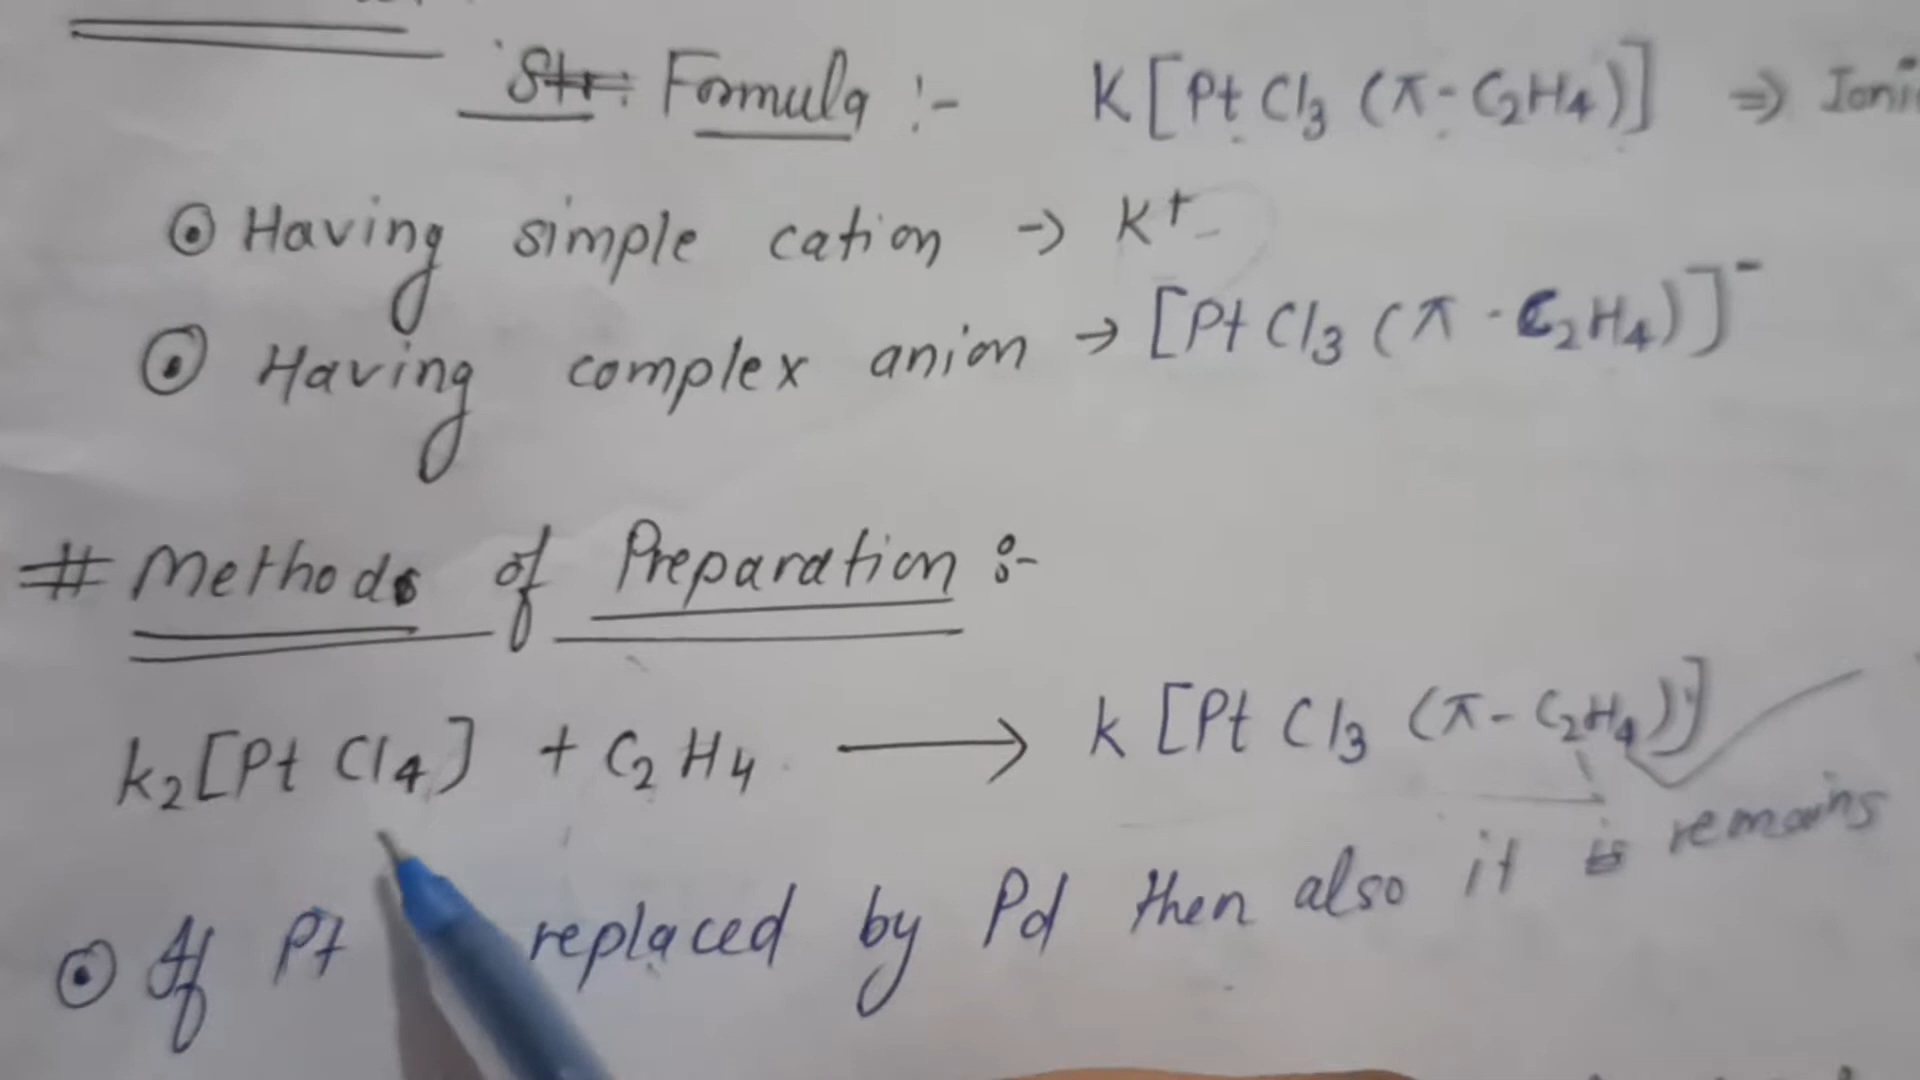 Formula :- K[PtCl3 (π-C2H4)] ⇒ Ioni
⊙ Having simple cation → K+
⊙ Having complex anion → [PtCl3 (π-C2H4)]-
# Methods of Preparation :-
k2[PtCl4] + C2H4 ⟶ k[PtCl3 (π-C2H4)]
⊙ If Pt replaced by Pd then also it remains